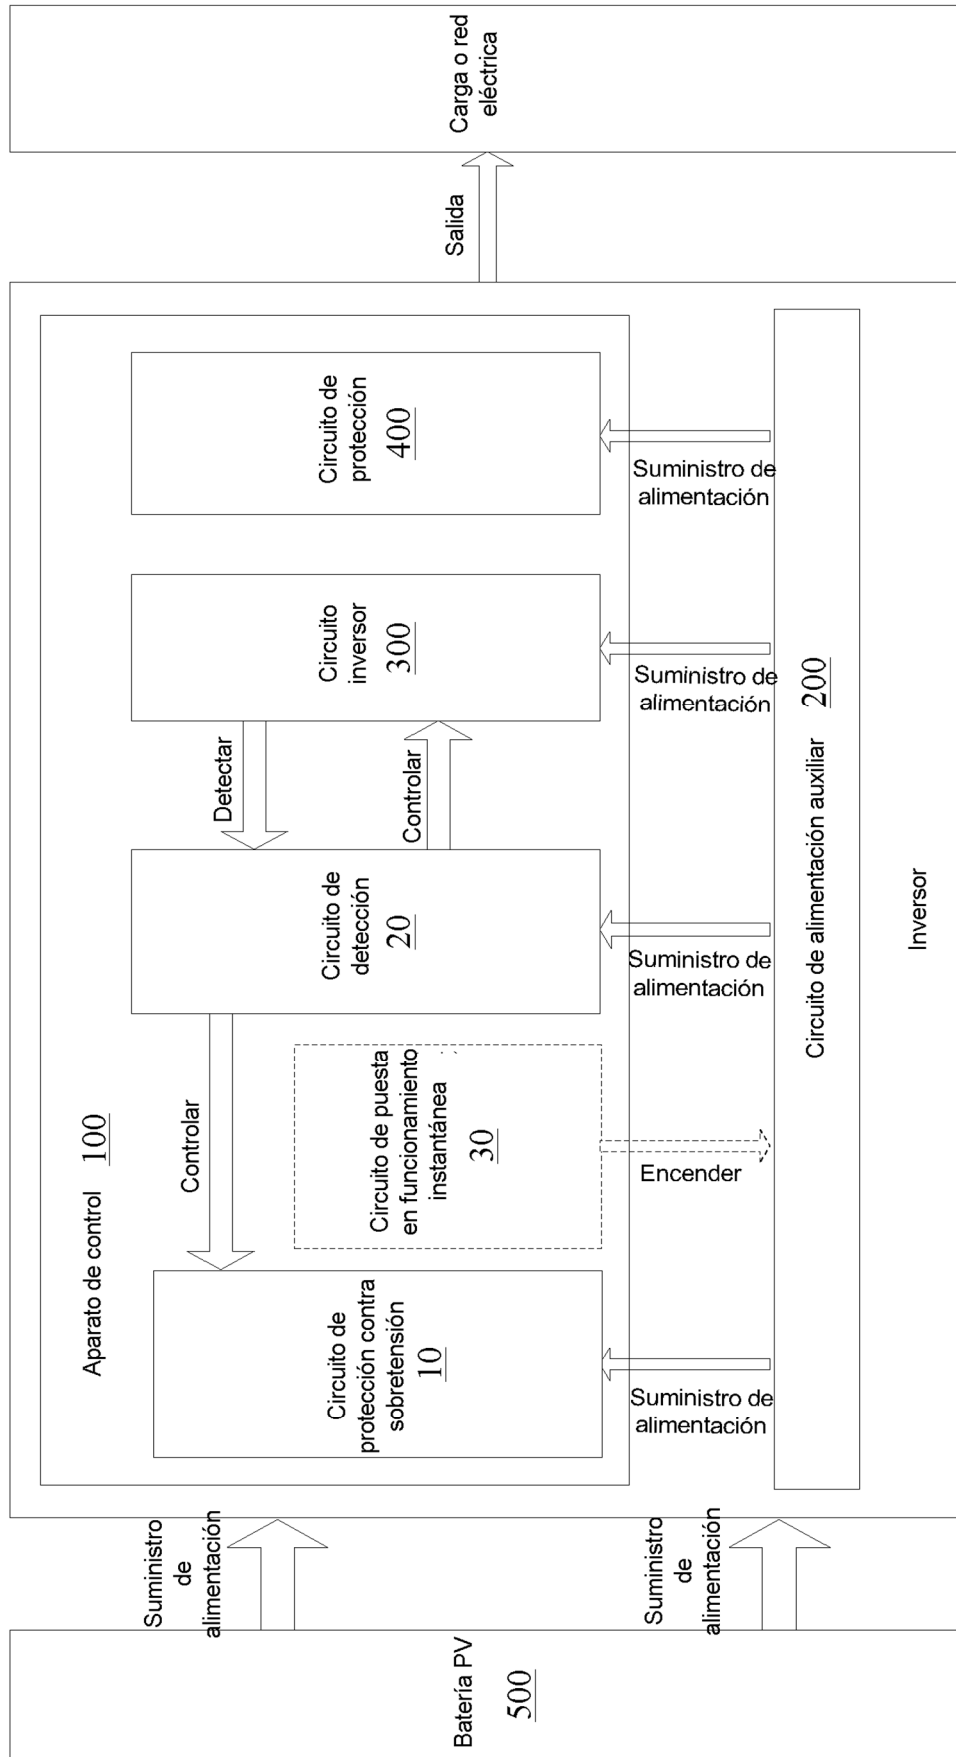 Carga o red
eléctrica
Salida
Circuito de
protección
400
Suministro de
alimentación
Circuito
inversor
300
Suministro de
alimentación
Detectar
Controlar
Circuito de
detección
20
Suministro de
alimentación
Circuito de alimentación auxiliar 200
Inversor
Circuito de puesta
en funcionamiento
instantánea
30
Encender
Controlar
Aparato de control 100
Circuito de
protección contra
sobretensión
10
Suministro de
alimentación
Suministro
de
alimentación
Suministro
de
alimentación
Batería PV
500